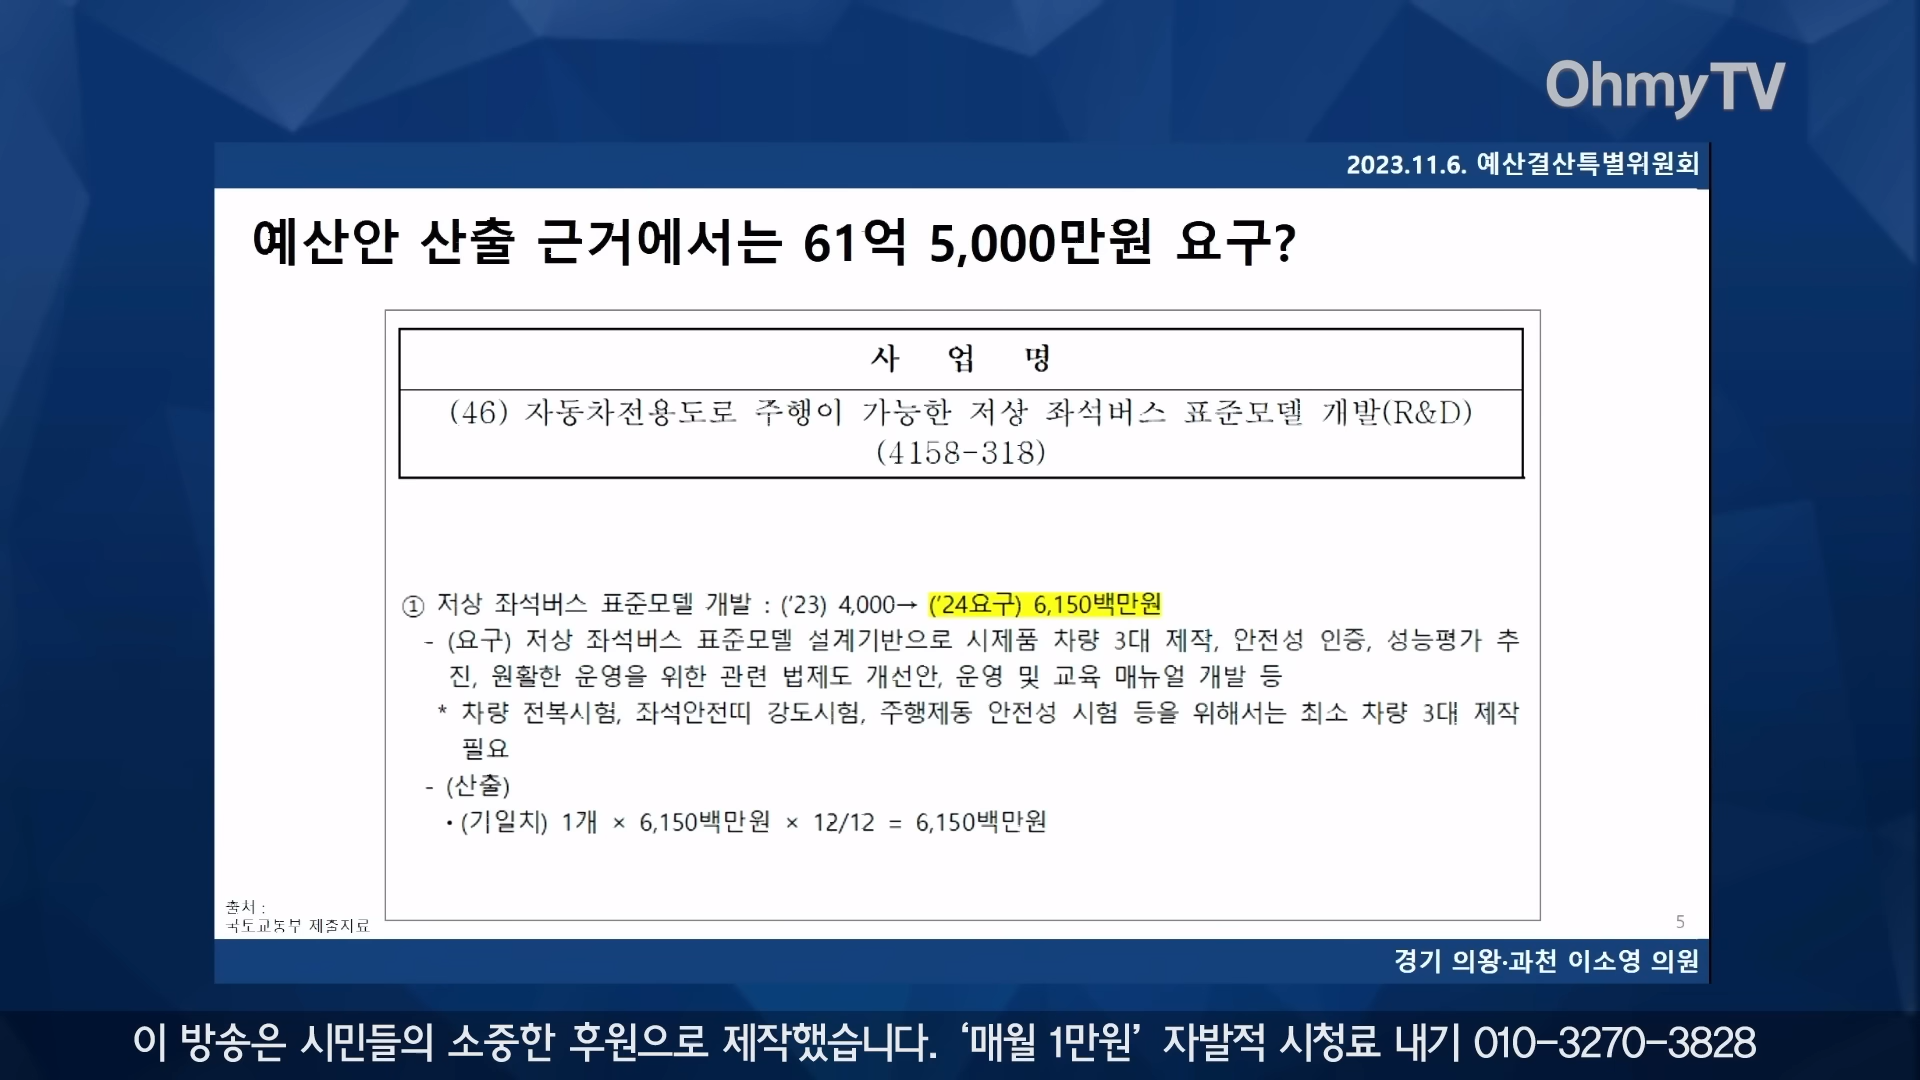 OhmyTV
2023.11.6. 예산결산특별위원회
예산안 산출 근거에서는 61억 5,000만원 요구?
사 업 명
(46) 자동차전용도로 주행이 가능한 저상 좌석버스 표준모델 개발(R&D)
(4158-318)
① 저상 좌석버스 표준모델 개발 : ('23) 4,000→ ('24요구) 6,150백만원
- (요구) 저상 좌석버스 표준모델 설계기반으로 시제품 차량 3대 제작, 안전성 인증, 성능평가 추
진, 원활한 운영을 위한 관련 법제도 개선안, 운영 및 교육 매뉴얼 개발 등
* 차량 전복시험, 좌석안전띠 강도시험, 주행제동 안전성 시험 등을 위해서는 최소 차량 3대 제작
필요
- (산출)
• (기일치) 1개 × 6,150백만원 × 12/12 = 6,150백만원
출처 :
국토교통부 제출자료
5
경기 의왕·과천 이소영 의원
이 방송은 시민들의 소중한 후원으로 제작했습니다. ‘매월 1만원’ 자발적 시청료 내기 010-3270-3828